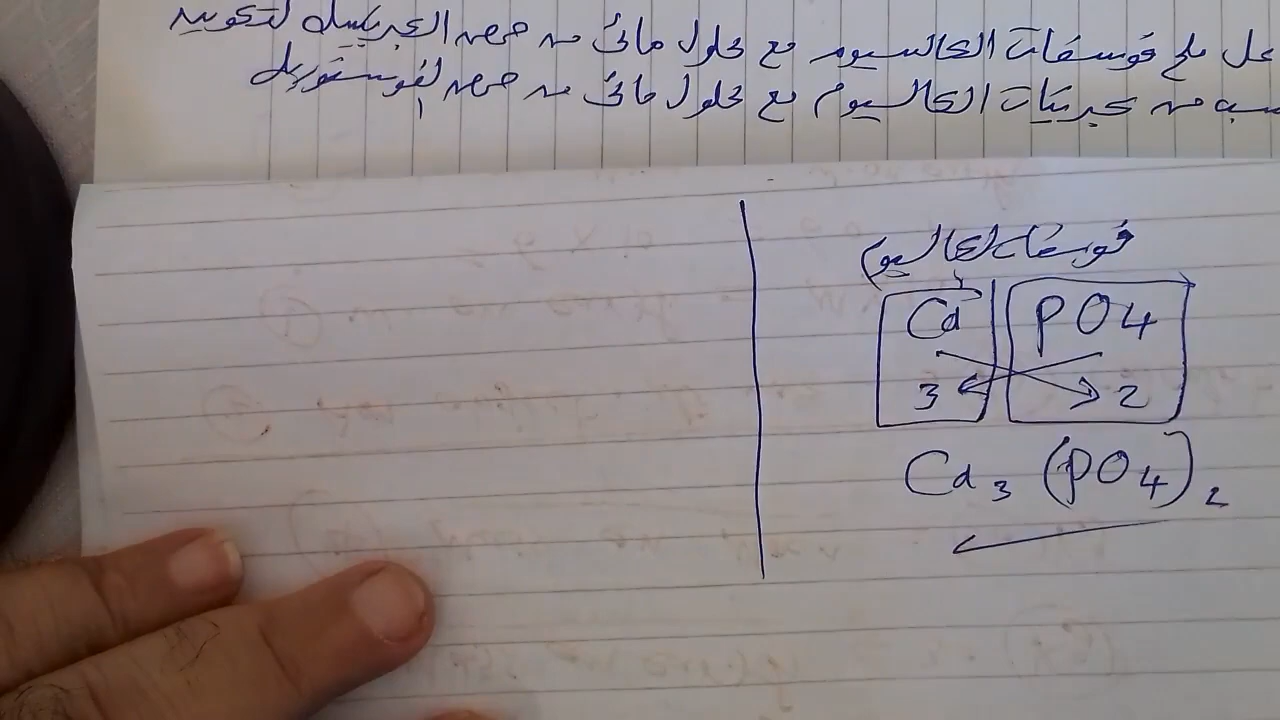 عل ملح فوسفات الكالسيوم مع محلول مائي من حمض الكبريتيك لتكوين
سبه من كبريتات الكالسيوم مع محلول مائي من حمض الفوسفوريك
فوسفات الكالسيوم
Ca PO4
3 2
Ca3 (PO4)2